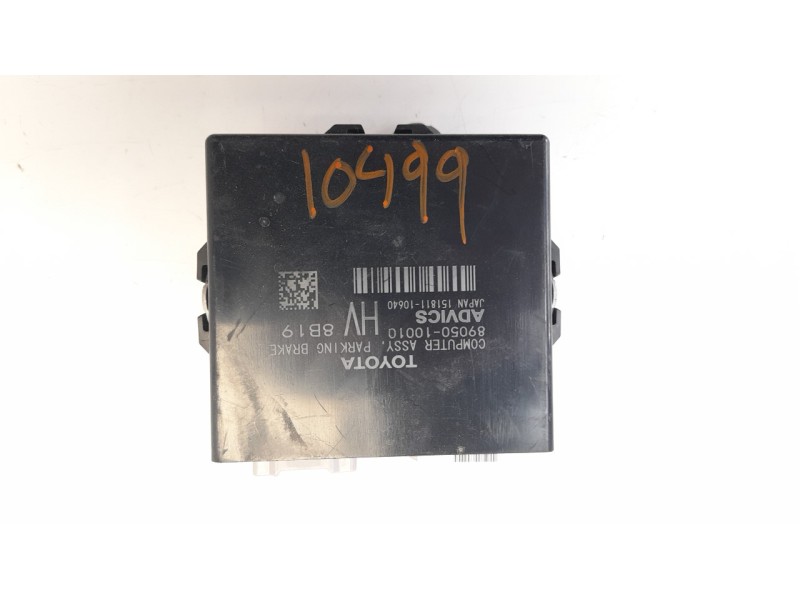 10499
TOYOTA
COMPUTER ASSY, PARKING BRAKE
89050-10010
HV 8B19
ADVICS
JAPAN 151811-10640